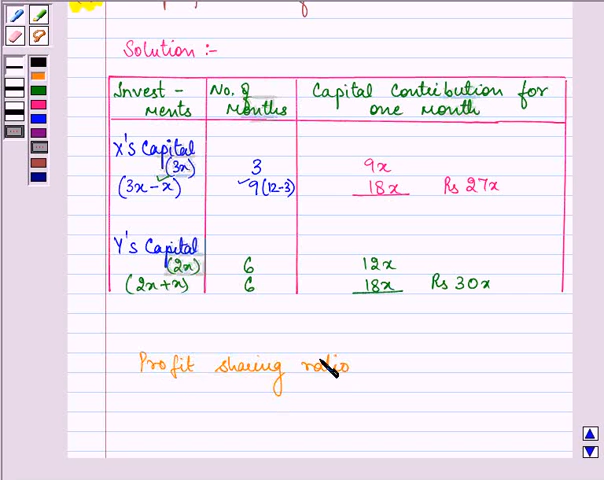 Solution :-
Invest - No. of Capital Contribution for
ments Months one month
X's Capital
(3x) 3 9x
(3x - x) 9(12-3) 18x Rs 27x
Y's Capital
(2x) 6 12x
(2x + x) 6 18x Rs 30x
Profit sharing ratio